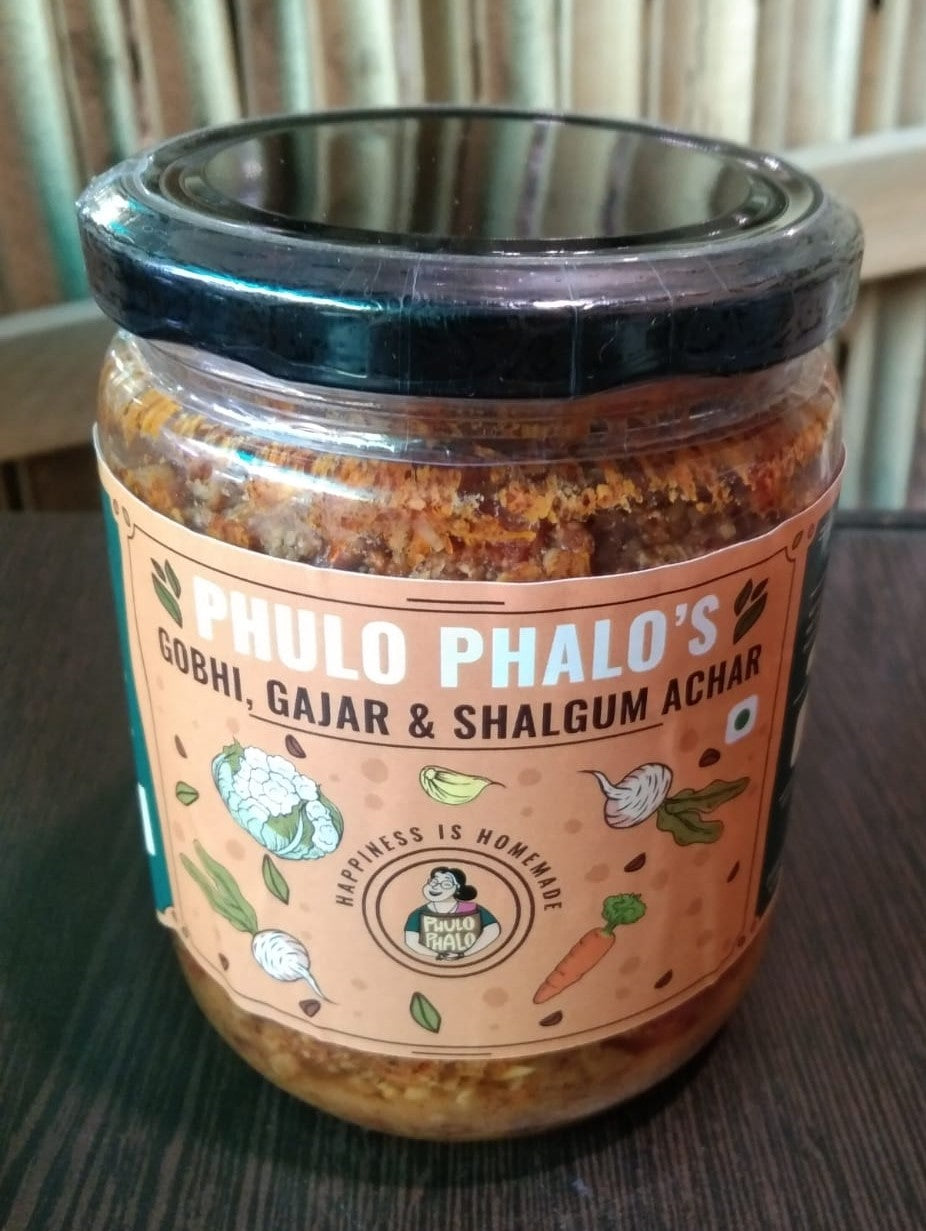 PHULO PHALO'S
GOBHI, GAJAR & SHALGUM ACHAR
HAPPINESS IS HOMEMADE
PHULO
PHALO